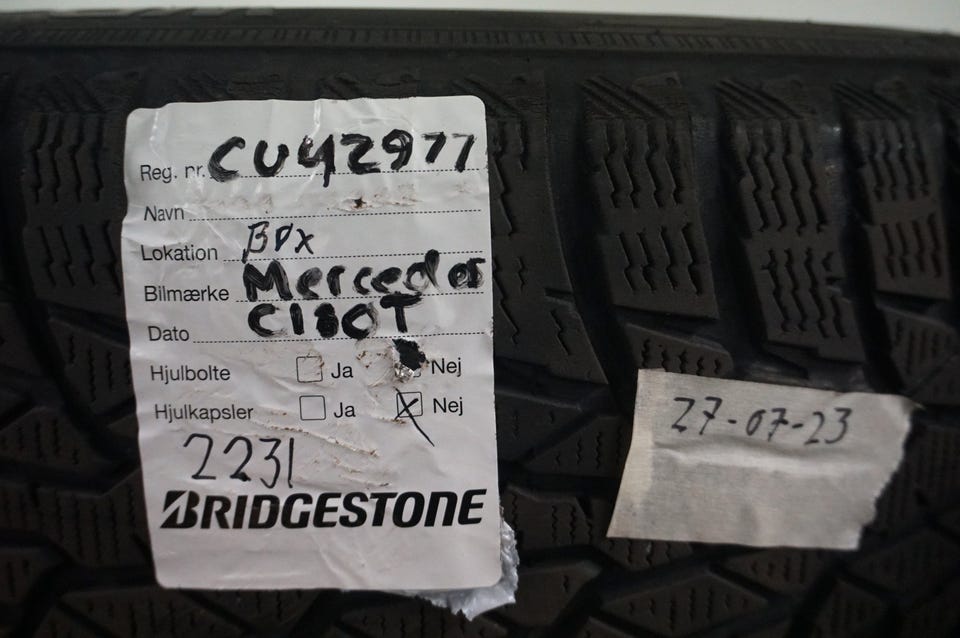 Reg. nr. CU42977
Navn
Lokation BOX
Bilmærke Mercedes
Dato C180T
Hjulbolte Ja Nej
Hjulkapsler Ja Nej
2231
BRIDGESTONE
27-07-23